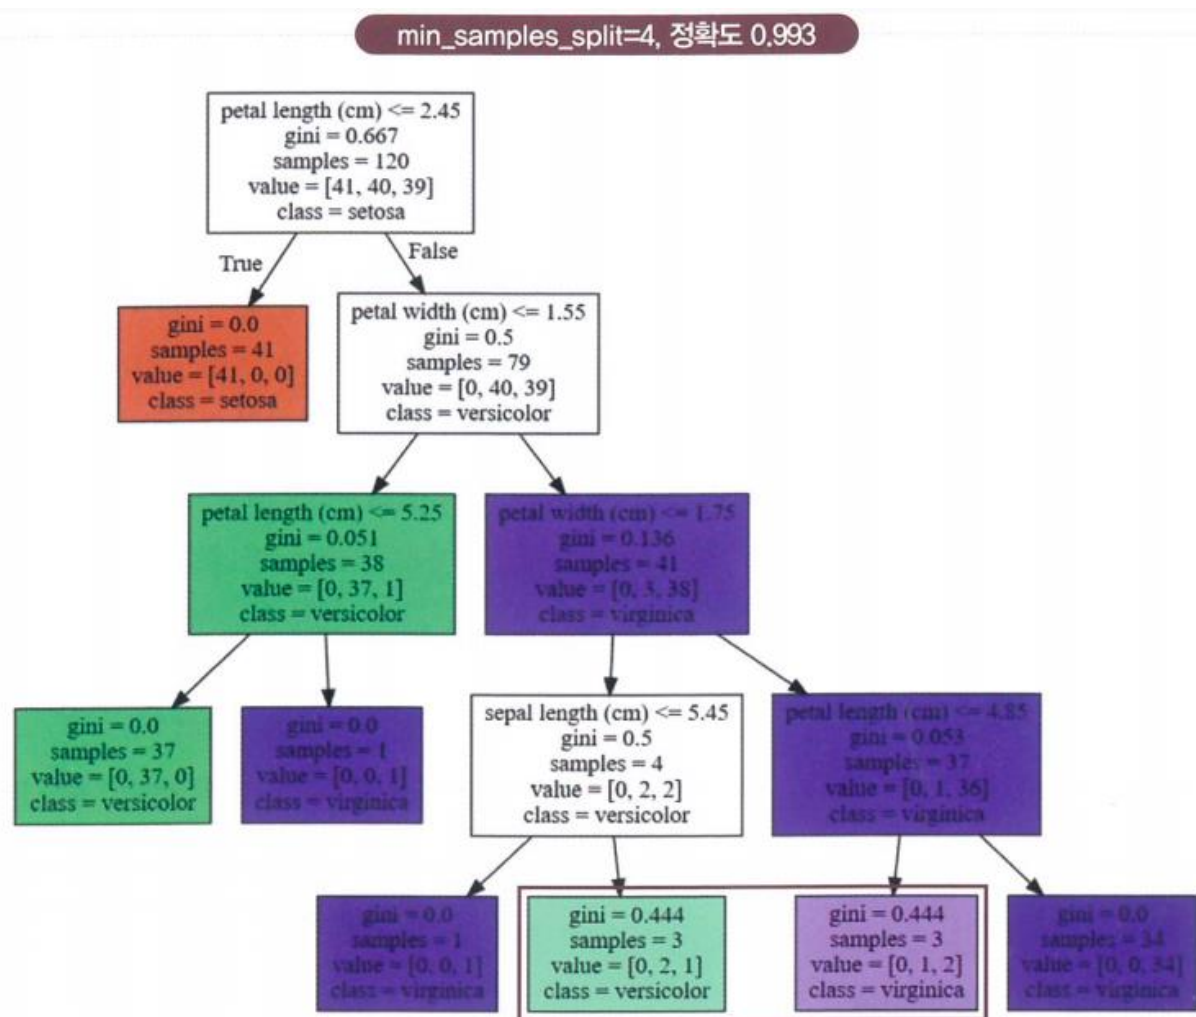 min_samples_split=4, 정확도 0.993
petal length (cm) <= 2.45
gini = 0.667
samples = 120
value = [41, 40, 39]
class = setosa
True
False
gini = 0.0
samples = 41
value = [41, 0, 0]
class = setosa
petal width (cm) <= 1.55
gini = 0.5
samples = 79
value = [0, 40, 39]
class = versicolor
petal length (cm) <= 5.25
gini = 0.051
samples = 38
value = [0, 37, 1]
class = versicolor
petal width (cm) <= 1.75
gini = 0.136
samples = 41
value = [0, 3, 38]
class = virginica
gini = 0.0
samples = 37
value = [0, 37, 0]
class = versicolor
gini = 0.0
samples = 1
value = [0, 0, 1]
class = virginica
sepal length (cm) <= 5.45
gini = 0.5
samples = 4
value = [0, 2, 2]
class = versicolor
petal length (cm) <= 4.85
gini = 0.053
samples = 37
value = [0, 1, 36]
class = virginica
gini = 0.0
samples = 1
value = [0, 0, 1]
class = virginica
gini = 0.444
samples = 3
value = [0, 2, 1]
class = versicolor
gini = 0.444
samples = 3
value = [0, 1, 2]
class = virginica
gini = 0.0
samples = 34
value = [0, 0, 34]
class = virginica